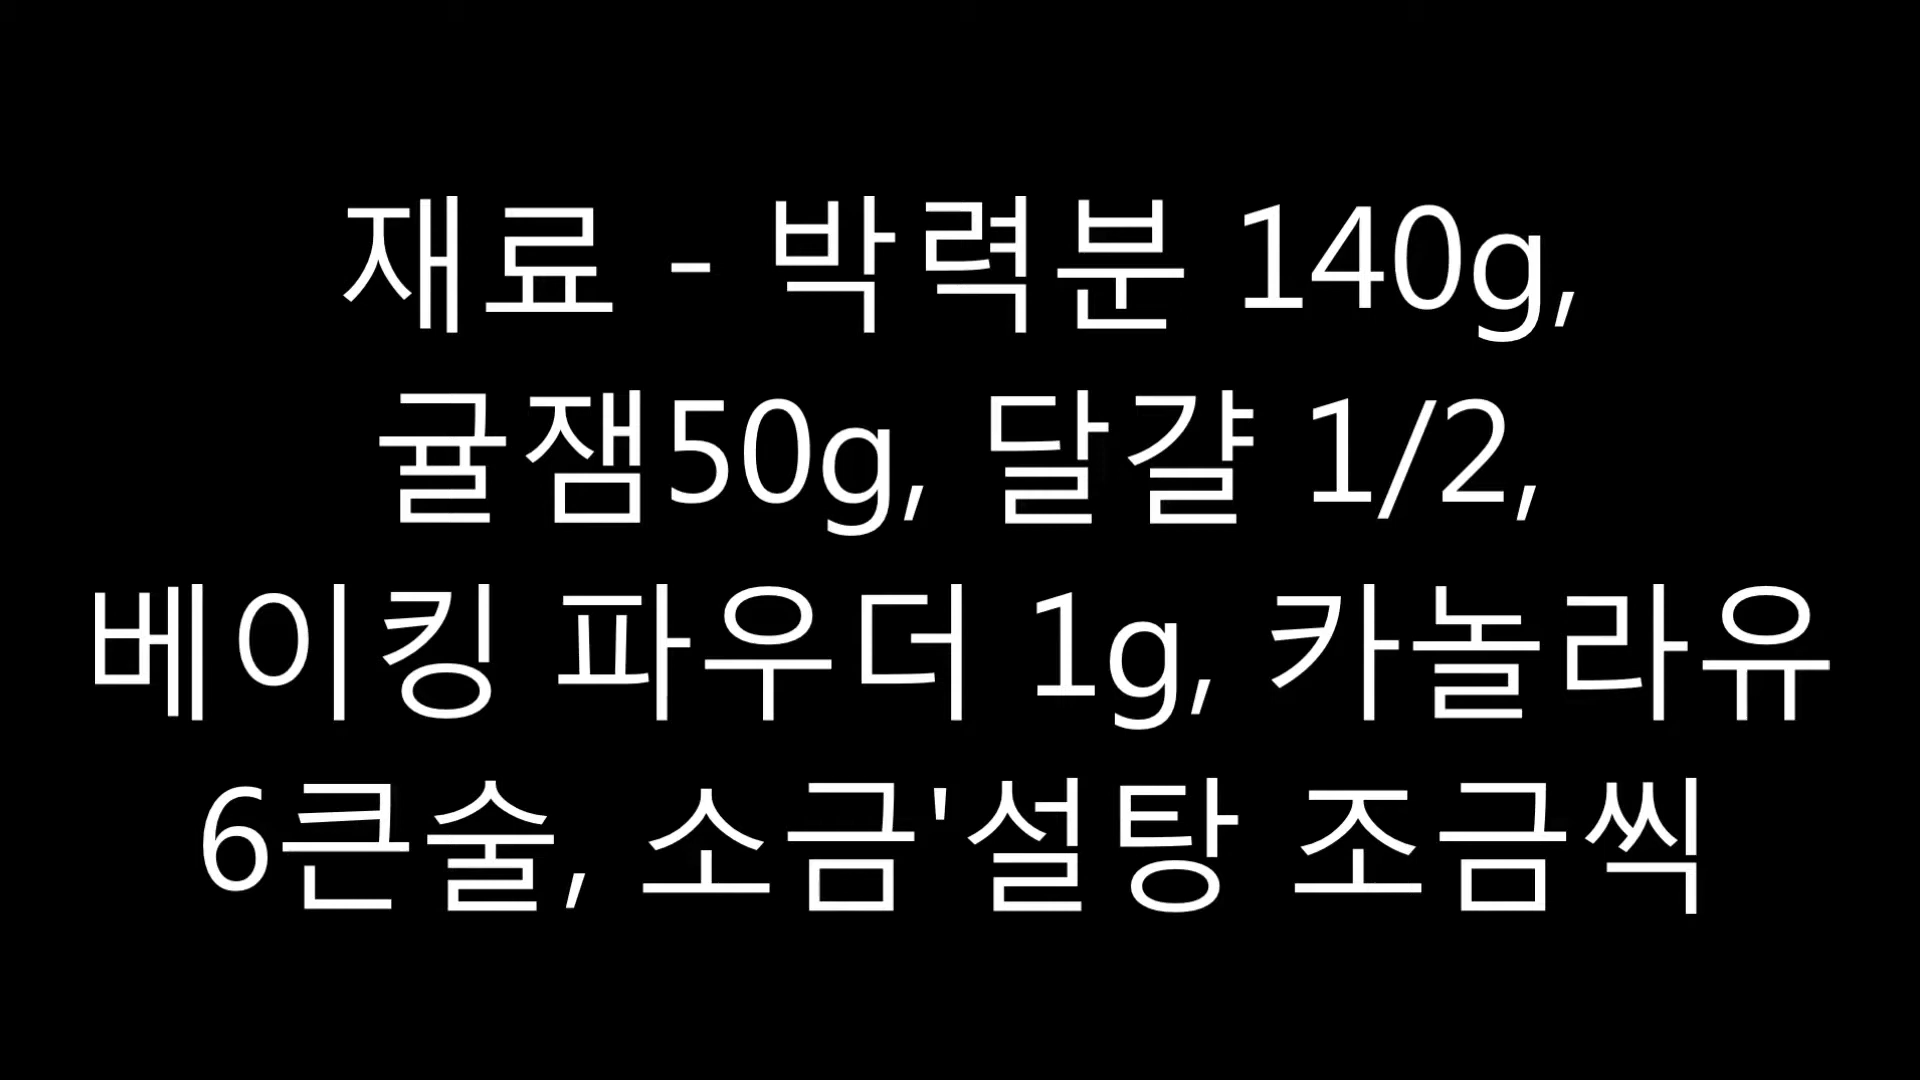 재료 - 박력분 140g,
귤잼50g, 달걀 1/2,
베이킹 파우더 1g, 카놀라유
6큰술, 소금'설탕 조금씩